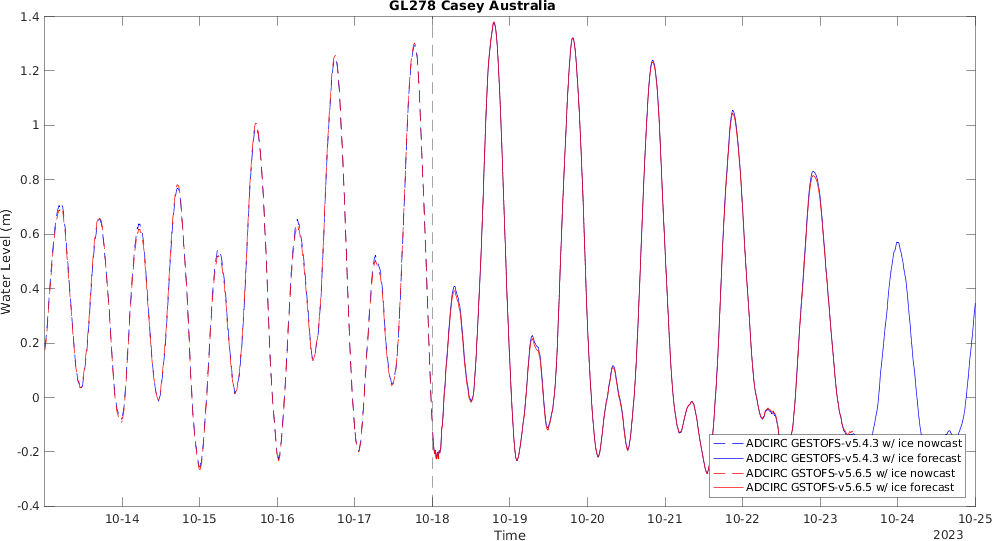 GL278 Casey Australia
Water Level (m)
1.4
1.2
1
0.8
0.6
0.4
0.2
0
-0.2
-0.4
10-14 10-15 10-16 10-17 10-18 10-19 10-20 10-21 10-22 10-23 10-24 10-25
2023
Time
ADCIRC GESTOFS-v5.4.3 w/ ice nowcast
ADCIRC GESTOFS-v5.4.3 w/ ice forecast
ADCIRC GSTOFS-v5.6.5 w/ ice nowcast
ADCIRC GSTOFS-v5.6.5 w/ ice forecast